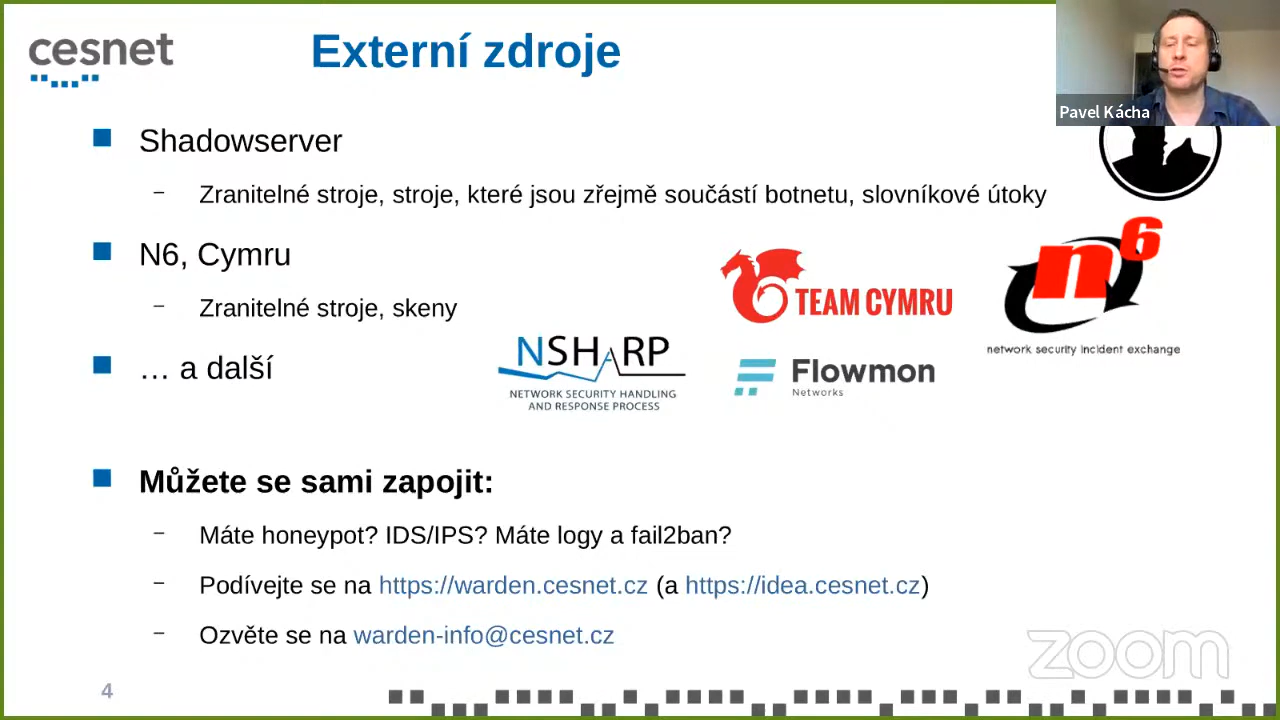 cesnet
Externí zdroje
Pavel Kácha
Shadowserver
– Zranitelné stroje, stroje, které jsou zřejmě součástí botnetu, slovníkové útoky
N6, Cymru
– Zranitelné stroje, skeny
TEAM CYMRU
n6
network security incident exchange
… a další
NSHARP
NETWORK SECURITY HANDLING
AND RESPONSE PROCESS
Flowmon
Networks
Můžete se sami zapojit:
– Máte honeypot? IDS/IPS? Máte logy a fail2ban?
– Podívejte se na https://warden.cesnet.cz (a https://idea.cesnet.cz)
– Ozvěte se na warden-info@cesnet.cz
zoom
4